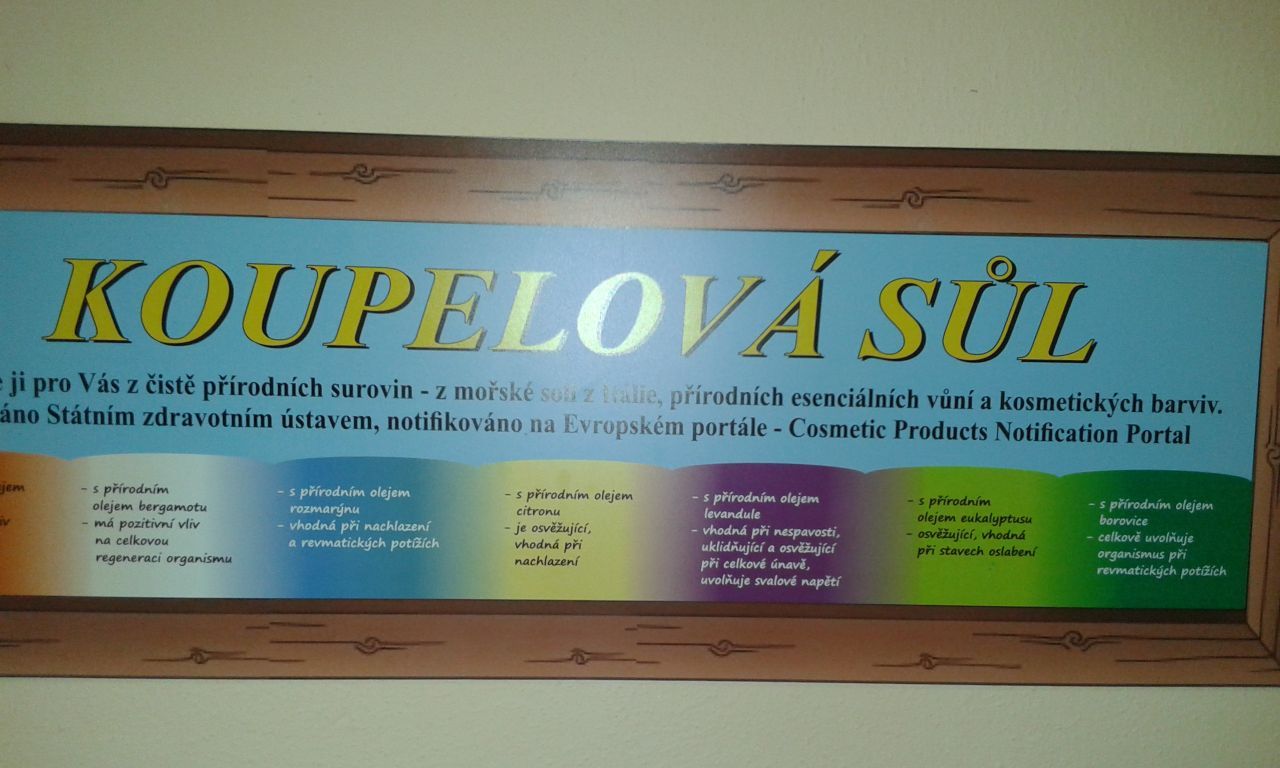 KOUPELOVÁ SŮL
ji pro Vás z čistě přírodních surovin - z mořské soli z Itálie, přírodních esenciálních vůní a kosmetických barviv.
Státním zdravotním ústavem, notifikováno na Evropském portále - Cosmetic Products Notification Portal
- s přírodním
olejem bergamotu
- má pozitivní vliv
na celkovou
regeneraci organismu
- s přírodním olejem
rozmarýnu
- vhodná při nachlazení
a revmatických potížích
- s přírodním olejem
citronu
- je osvěžující,
vhodná při
nachlazení
- s přírodním olejem
levandule
- vhodná při nespavosti,
uklidňující a osvěžující
při celkové únavě,
uvolňuje svalové napětí
- s přírodním
olejem eukalyptusu
- osvěžující, vhodná
při stavech oslabení
- s přírodním olejem
borovice
- celkově uvolňuje
organismus při
revmatických potížích